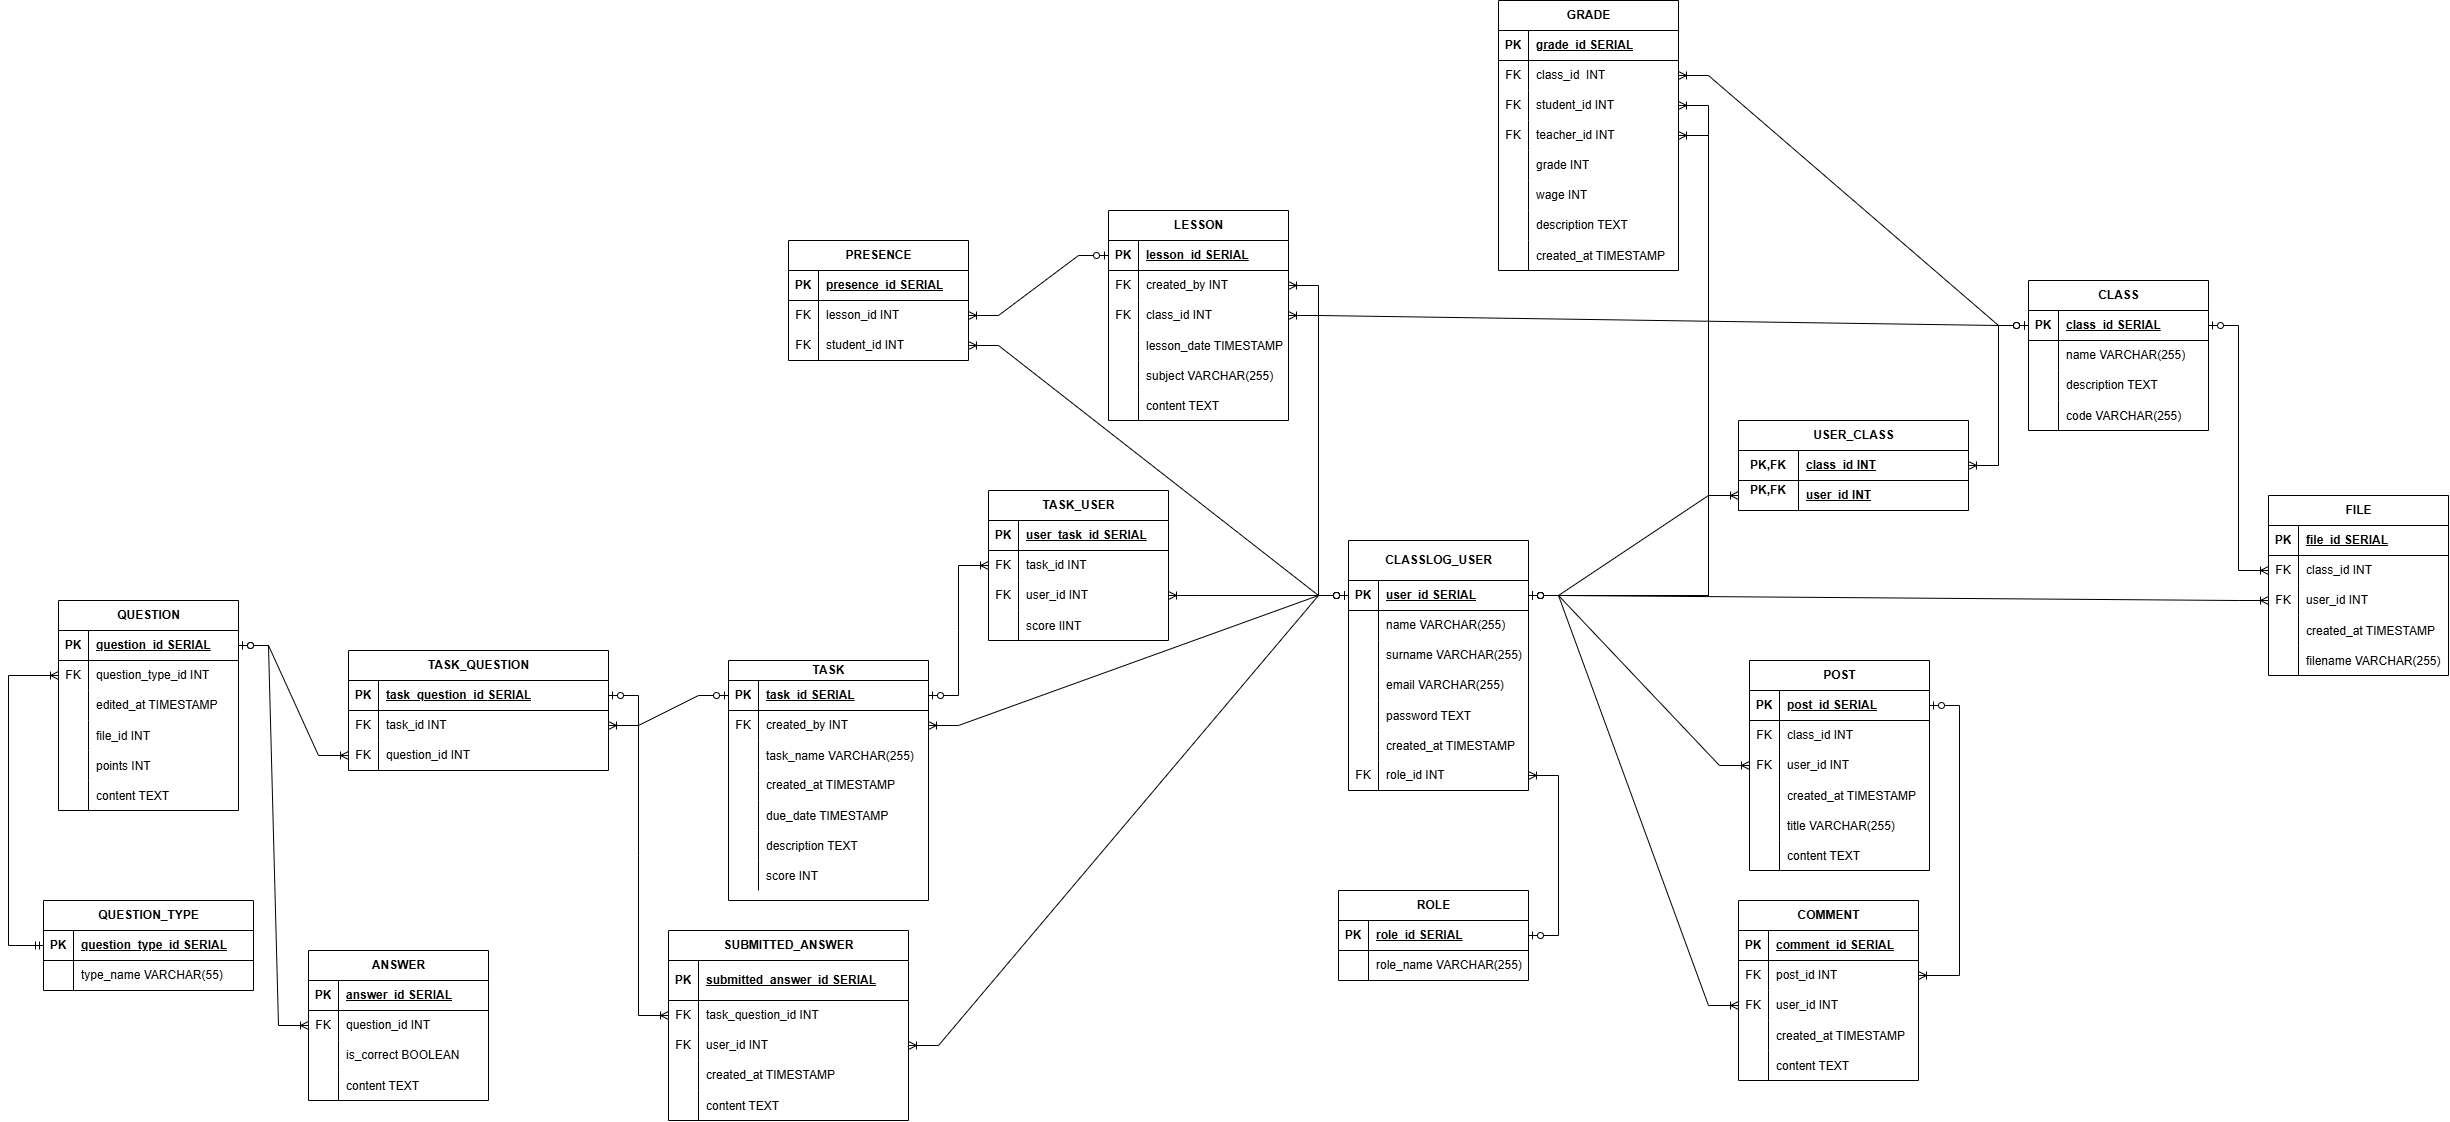 GRADE
PK grade_id SERIAL
FK class_id INT
FK student_id INT
FK teacher_id INT
grade INT
wage INT
description TEXT
created_at TIMESTAMP
LESSON
PK lesson_id SERIAL
FK created_by INT
FK class_id INT
lesson_date TIMESTAMP
subject VARCHAR(255)
content TEXT
PRESENCE
PK presence_id SERIAL
FK lesson_id INT
FK student_id INT
CLASS
PK class_id SERIAL
name VARCHAR(255)
description TEXT
code VARCHAR(255)
USER_CLASS
PK,FK class_id INT
PK,FK user_id INT
TASK_USER
PK user_task_id SERIAL
FK task_id INT
FK user_id INT
score IINT
FILE
PK file_id SERIAL
FK class_id INT
FK user_id INT
created_at TIMESTAMP
filename VARCHAR(255)
CLASSLOG_USER
PK user_id SERIAL
name VARCHAR(255)
surname VARCHAR(255)
email VARCHAR(255)
password TEXT
created_at TIMESTAMP
FK role_id INT
QUESTION
PK question_id SERIAL
FK question_type_id INT
edited_at TIMESTAMP
file_id INT
points INT
content TEXT
TASK_QUESTION
PK task_question_id SERIAL
FK task_id INT
FK question_id INT
TASK
PK task_id SERIAL
FK created_by INT
task_name VARCHAR(255)
created_at TIMESTAMP
due_date TIMESTAMP
description TEXT
score INT
POST
PK post_id SERIAL
FK class_id INT
FK user_id INT
created_at TIMESTAMP
title VARCHAR(255)
content TEXT
ROLE
PK role_id SERIAL
role_name VARCHAR(255)
QUESTION_TYPE
PK question_type_id SERIAL
type_name VARCHAR(55)
COMMENT
PK comment_id SERIAL
FK post_id INT
FK user_id INT
created_at TIMESTAMP
content TEXT
SUBMITTED_ANSWER
PK submitted_answer_id SERIAL
FK task_question_id INT
FK user_id INT
created_at TIMESTAMP
content TEXT
ANSWER
PK answer_id SERIAL
FK question_id INT
is_correct BOOLEAN
content TEXT